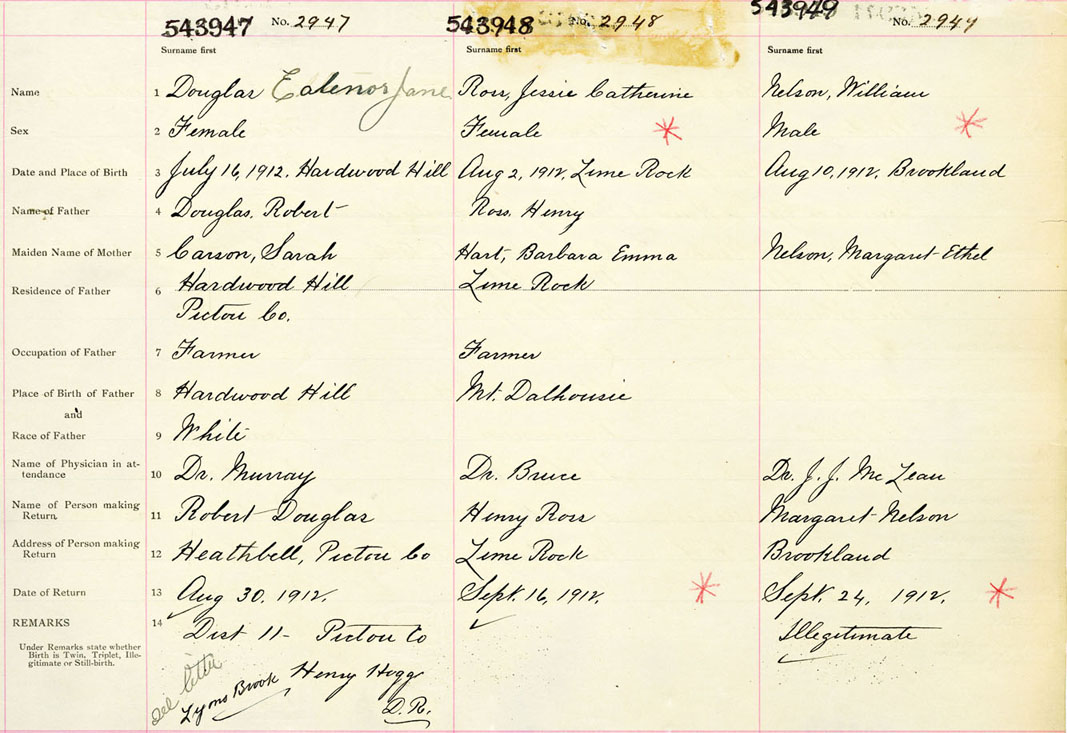 543947 No. 2947 543948 No. 2948 543949 No. 2949
Surname first Surname first Surname first
Name 1 Douglas Ealenor Jane Ross, Jessie Catherine Nelson, William
Sex 2 Female Female Male
Date and Place of Birth 3 July 16, 1912. Hardwood Hill Aug 2, 1912, Lime Rock Aug 10, 1912, Brookland
Name of Father 4 Douglas, Robert Ross, Henry
Maiden Name of Mother 5 Carson, Sarah Hart, Barbara Emma Nelson, Margaret Ethel
Residence of Father 6 Hardwood Hill Lime Rock
Pictou Co.
Occupation of Father 7 Farmer Farmer
Place of Birth of Father 8 Hardwood Hill Mt. Dalhousie
and
Race of Father 9 White
Name of Physician in at-
tendance 10 Dr. Murray Dr. Bruce Dr. J. J. McLean
Name of Person making
Return. 11 Robert Douglas Henry Ross Margaret Nelson
Address of Person making
Return 12 Heathbell, Pictou Co Lime Rock Brookland
Date of Return 13 Aug 30, 1912. Sept. 16, 1912. Sept. 24, 1912.
REMARKS 14 Dist 11 - Pictou Co Illegitimate
Under Remarks state whether
Birth is Twin, Triplet, Ille-
gitimate or Still-birth.
see letter
Lyons Brook Henry Hogg
D.R.